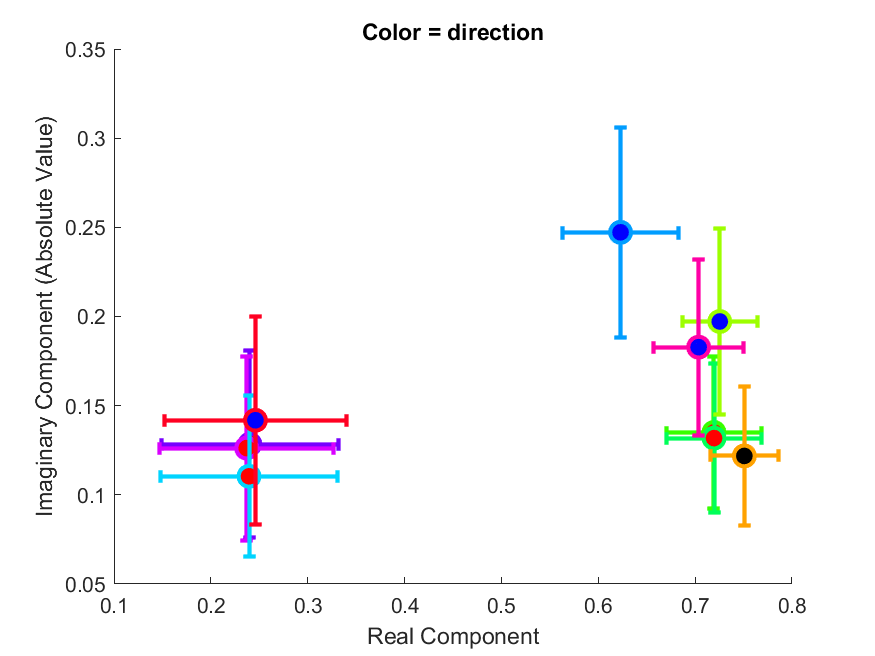 Color = direction
0.35
0.3
0.25
0.2
0.15
0.1
0.05
Imaginary Component (Absolute Value)
0.1 0.2 0.3 0.4 0.5 0.6 0.7 0.8
Real Component